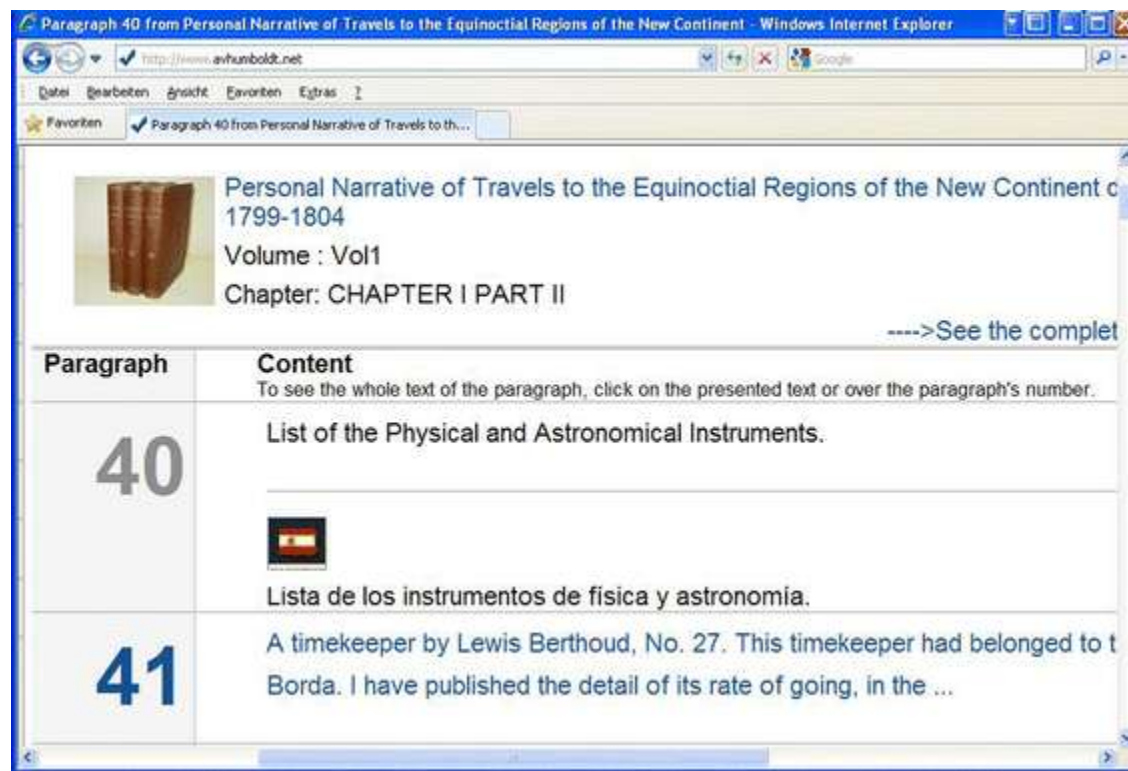 Paragraph 40 from Personal Narrative of Travels to the Equinoctial Regions of the New Continent - Windows Internet Explorer
http://www.avhumboldt.net
Google
Datei Bearbeiten Ansicht Favoriten Extras ?
Favoriten Paragraph 40 from Personal Narrative of Travels to th...
Personal Narrative of Travels to the Equinoctial Regions of the New Continent
1799-1804
Volume : Vol1
Chapter: CHAPTER I PART II
---->See the complet
Paragraph Content
To see the whole text of the paragraph, click on the presented text or over the paragraph's number.
40 List of the Physical and Astronomical Instruments.
Lista de los instrumentos de física y astronomía.
41 A timekeeper by Lewis Berthoud, No. 27. This timekeeper had belonged to t
Borda. I have published the detail of its rate of going, in the ...